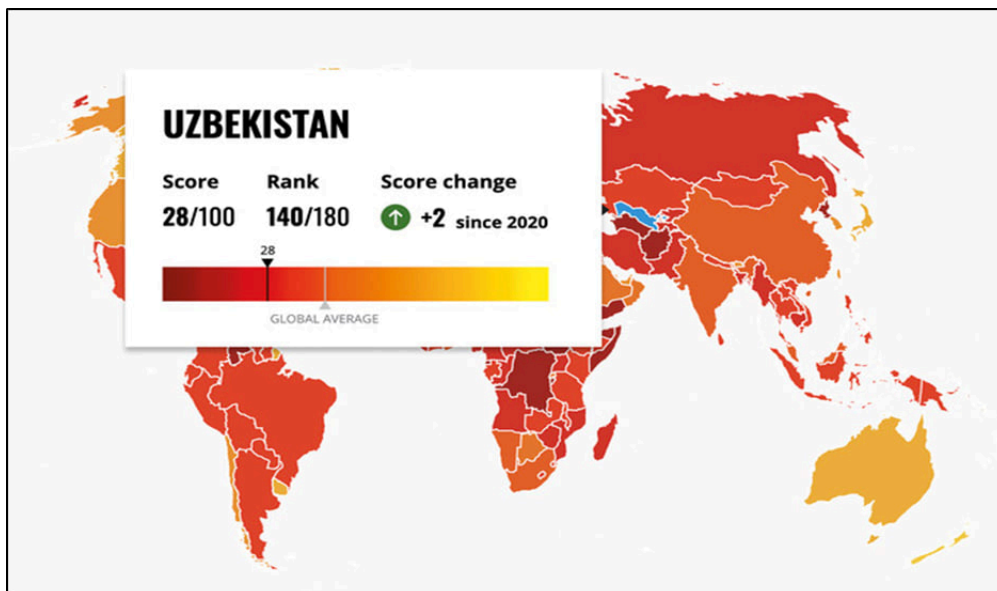 UZBEKISTAN
Score Rank Score change
28/100 140/180 +2 since 2020
28
GLOBAL AVERAGE